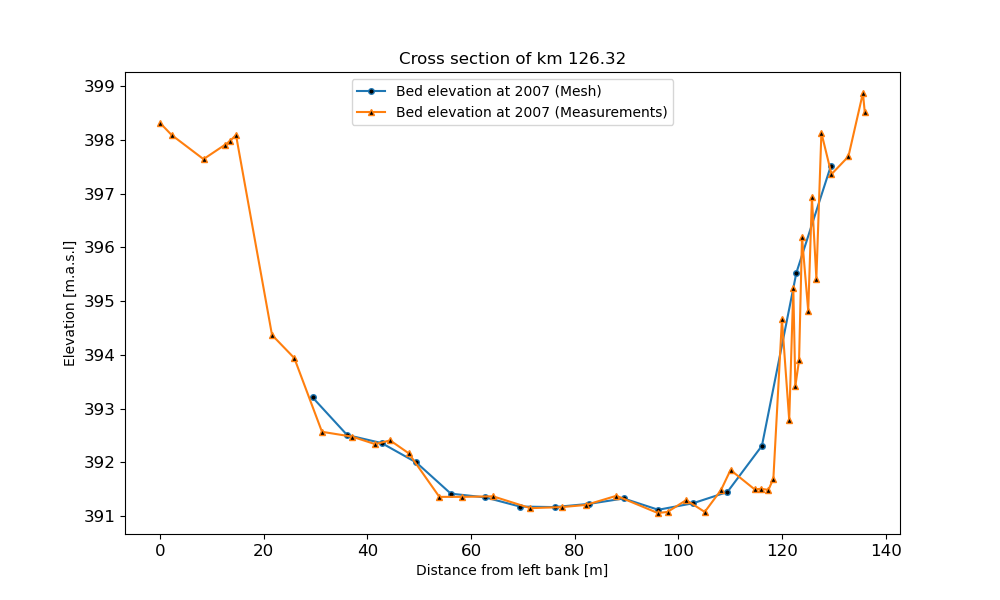 Cross section of km 126.32
Bed elevation at 2007 (Mesh)
Bed elevation at 2007 (Measurements)
399
398
397
396
395
394
393
392
391
Elevation [m.a.s.l]
0 20 40 60 80 100 120 140
Distance from left bank [m]